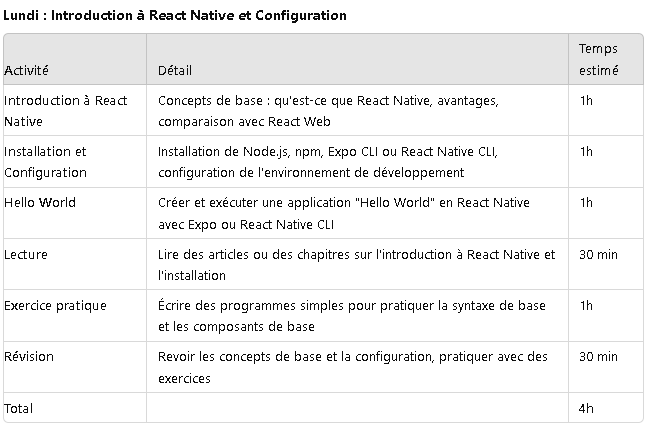 Lundi : Introduction à React Native et Configuration
Temps
estimé
Activité Détail
Introduction à React Concepts de base : qu'est-ce que React Native, avantages, 1h
Native comparaison avec React Web
Installation et Installation de Node.js, npm, Expo CLI ou React Native CLI, 1h
Configuration configuration de l'environnement de développement
Hello World Créer et exécuter une application "Hello World" en React Native 1h
avec Expo ou React Native CLI
Lecture Lire des articles ou des chapitres sur l'introduction à React Native et 30 min
l'installation
Exercice pratique Écrire des programmes simples pour pratiquer la syntaxe de base 1h
et les composants de base
Révision Revoir les concepts de base et la configuration, pratiquer avec des 30 min
exercices
Total 4h